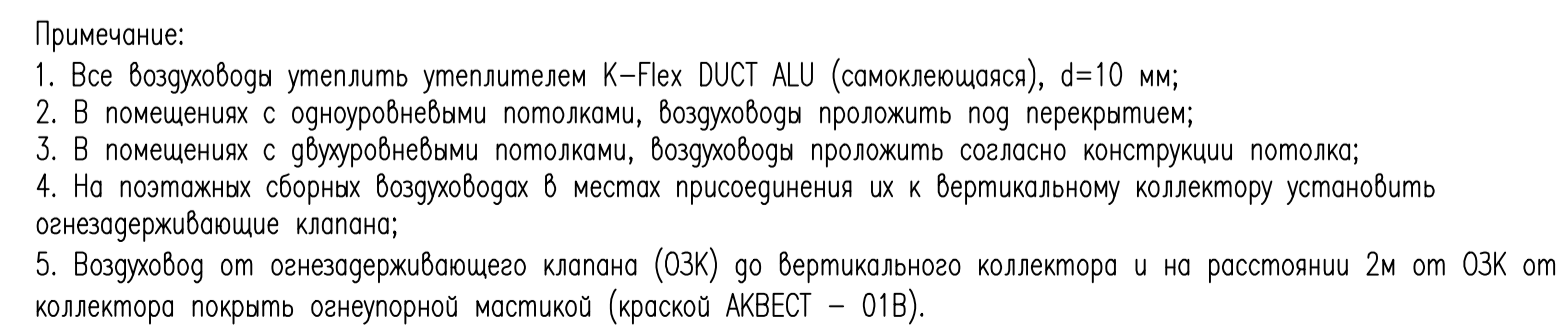 Примечание:
1. Все воздуховоды утеплить утеплителем K-Flex DUCT ALU (самоклеющаяся), d=10 мм;
2. В помещениях с одноуровневыми потолками, воздуховоды проложить под перекрытием;
3. В помещениях с двухуровневыми потолками, воздуховоды проложить согласно конструкции потолка;
4. На поэтажных сборных воздуховодах в местах присоединения их к вертикальному коллектору установить
огнезадерживающие клапана;
5. Воздуховод от огнезадерживающего клапана (ОЗК) до вертикального коллектора и на расстоянии 2м от ОЗК от
коллектора покрыть огнеупорной мастикой (краской АКВЕСТ – 01В).